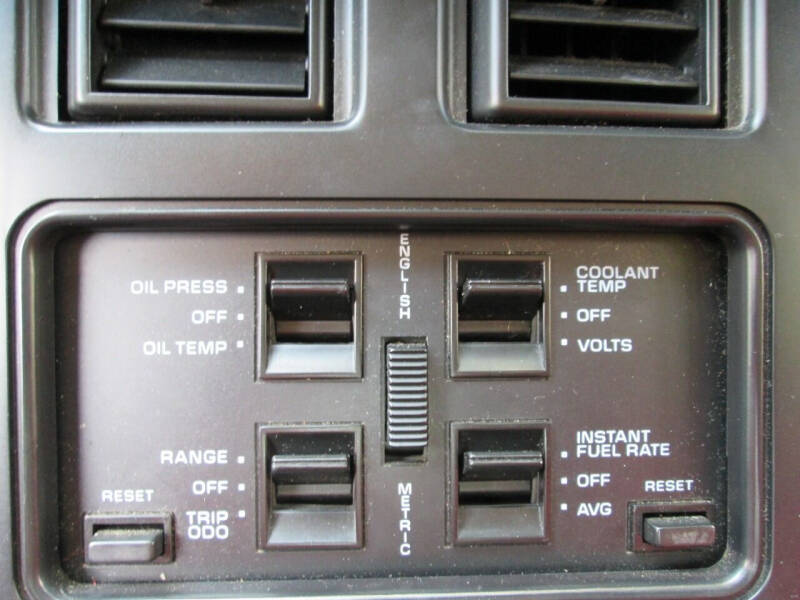 ENGLISH
OIL PRESS
OFF
OIL TEMP
COOLANT
TEMP
OFF
VOLTS
RANGE
OFF
TRIP
ODO
RESET
METRIC
INSTANT
FUEL RATE
OFF
AVG
RESET